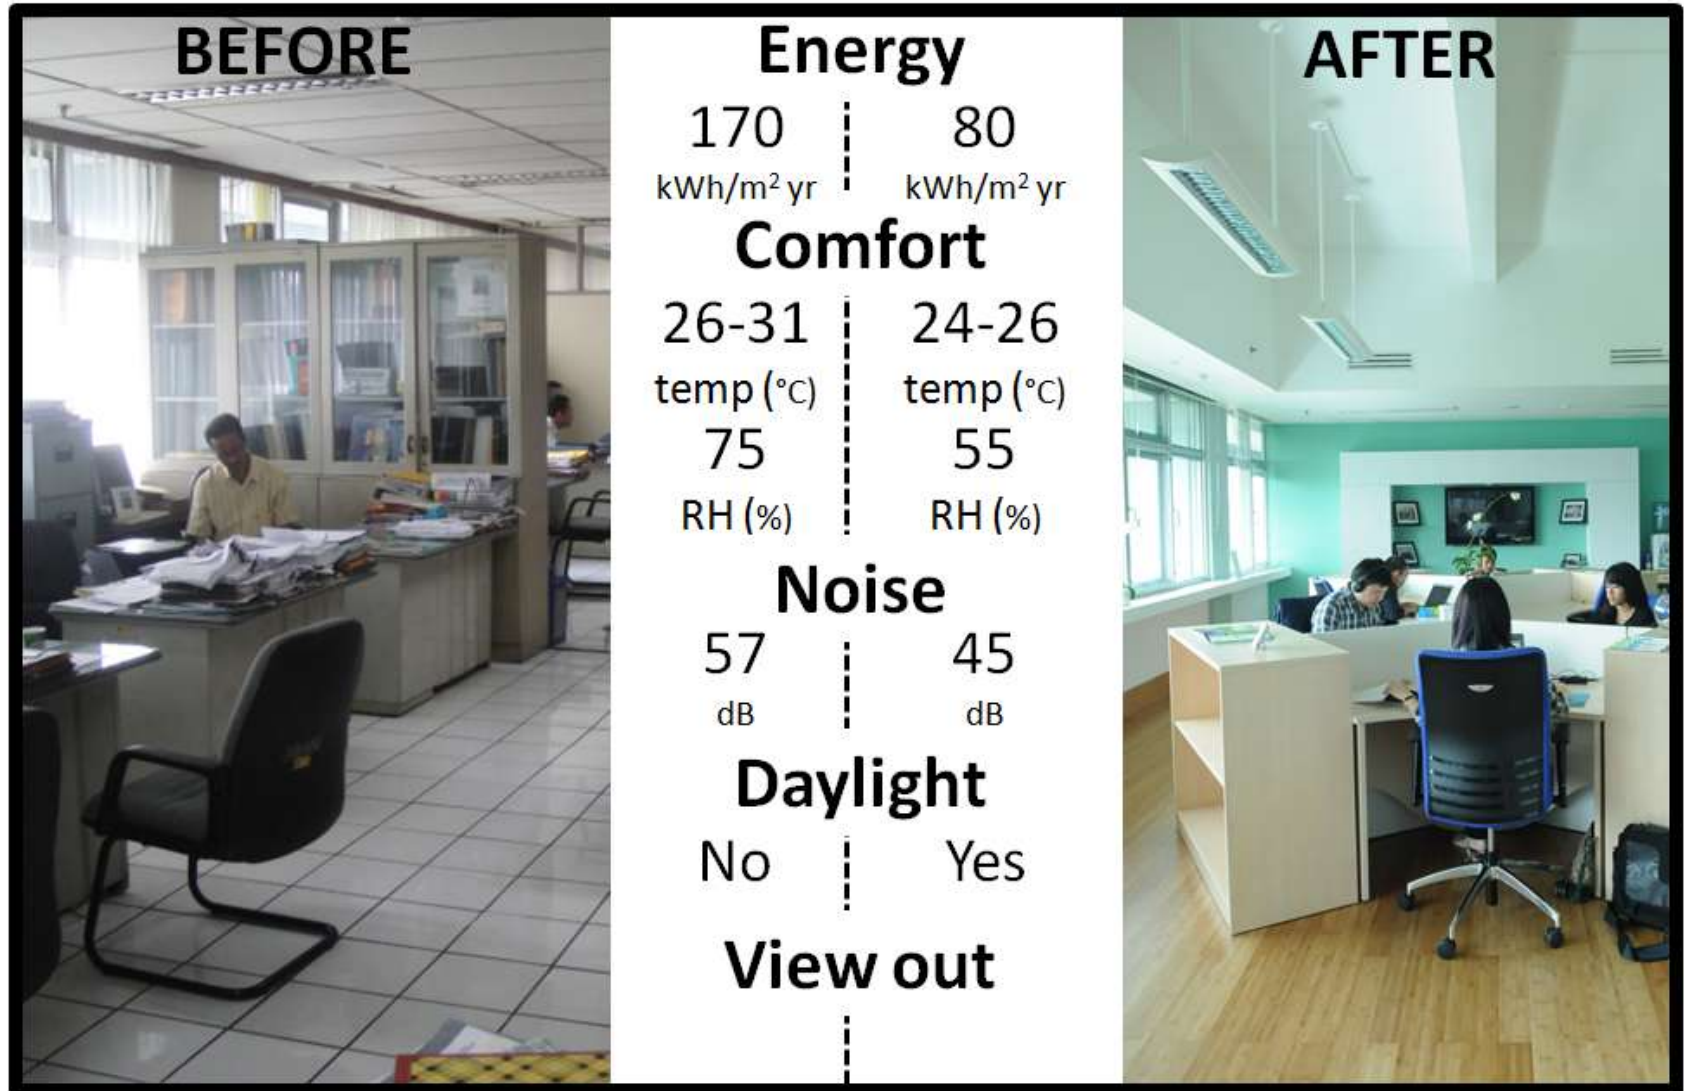 BEFORE
Energy
AFTER
170 80
kWh/m² yr kWh/m² yr
Comfort
26-31 24-26
temp (°C) temp (°C)
75 55
RH (%) RH (%)
Noise
57 45
dB dB
Daylight
No Yes
View out